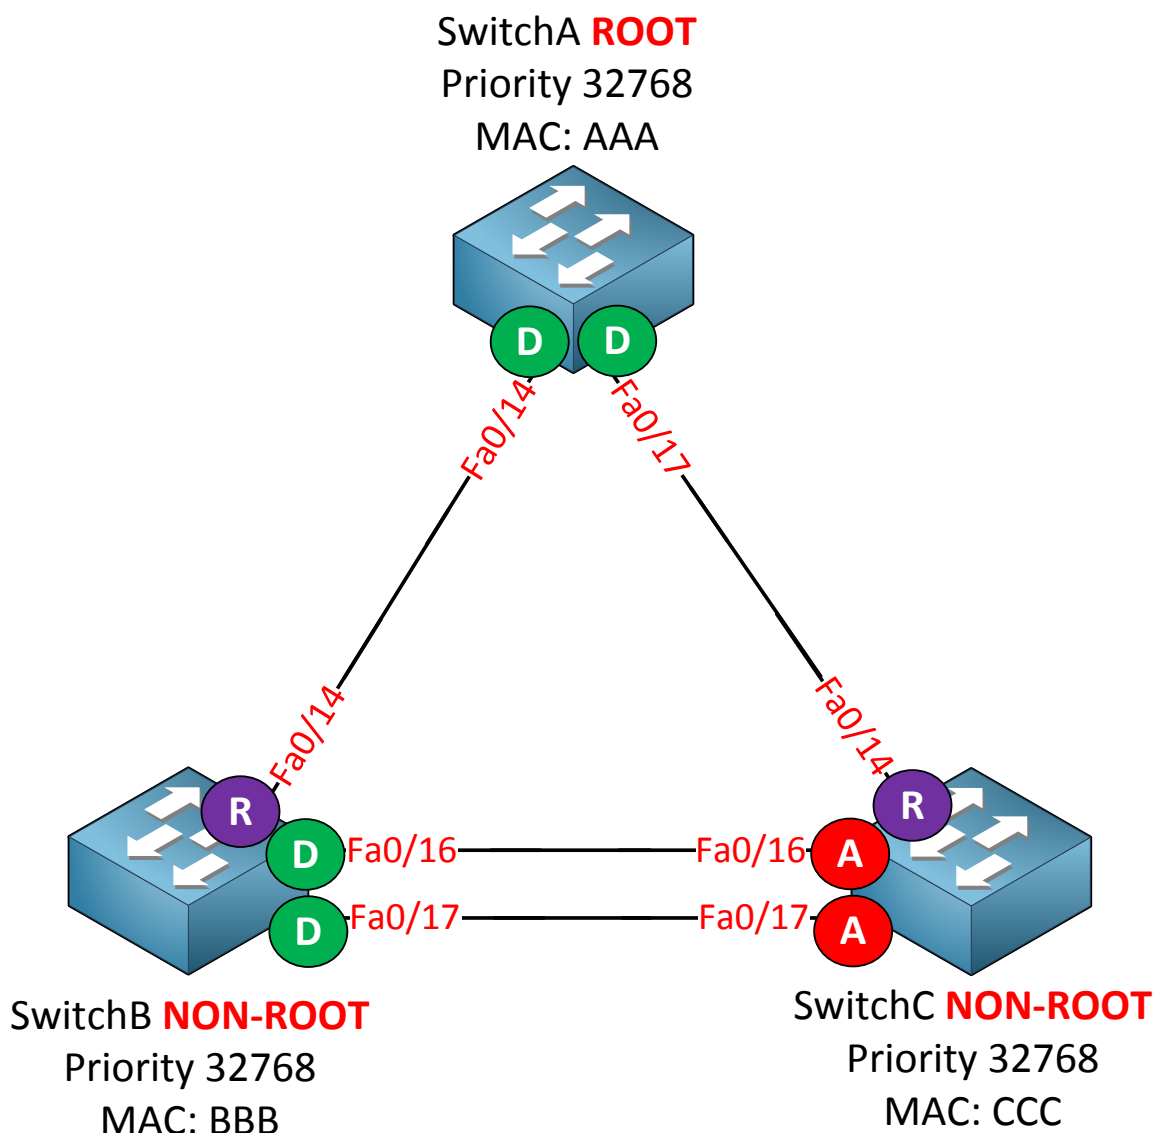 SwitchA ROOT
Priority 32768
MAC: AAA
D D
Fa0/14
Fa0/17
Fa0/14
Fa0/14
R
R
D
Fa0/16
Fa0/16
A
D
Fa0/17
Fa0/17
A
SwitchB NON-ROOT
Priority 32768
MAC: BBB
SwitchC NON-ROOT
Priority 32768
MAC: CCC